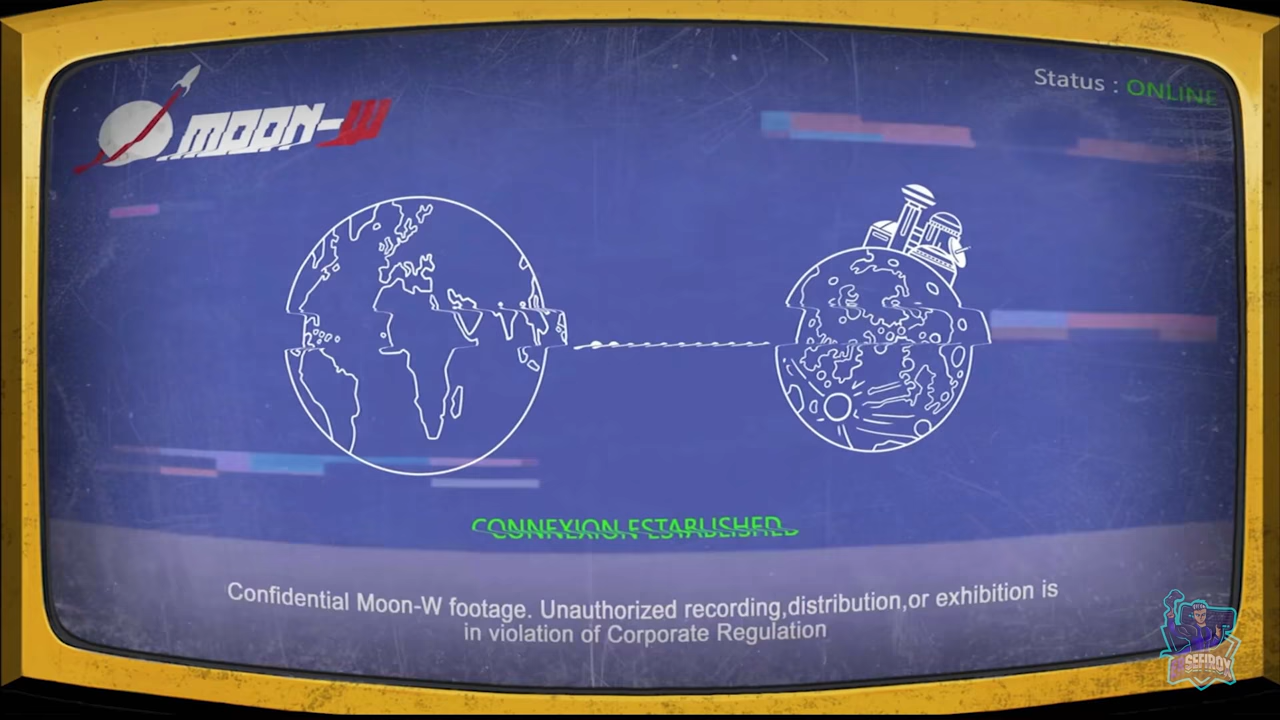 MOON-W
Status : ONLINE
CONNEXION ESTABLISHED
Confidential Moon-W footage. Unauthorized recording,distribution,or exhibition is
in violation of Corporate Regulation
SEFIROX